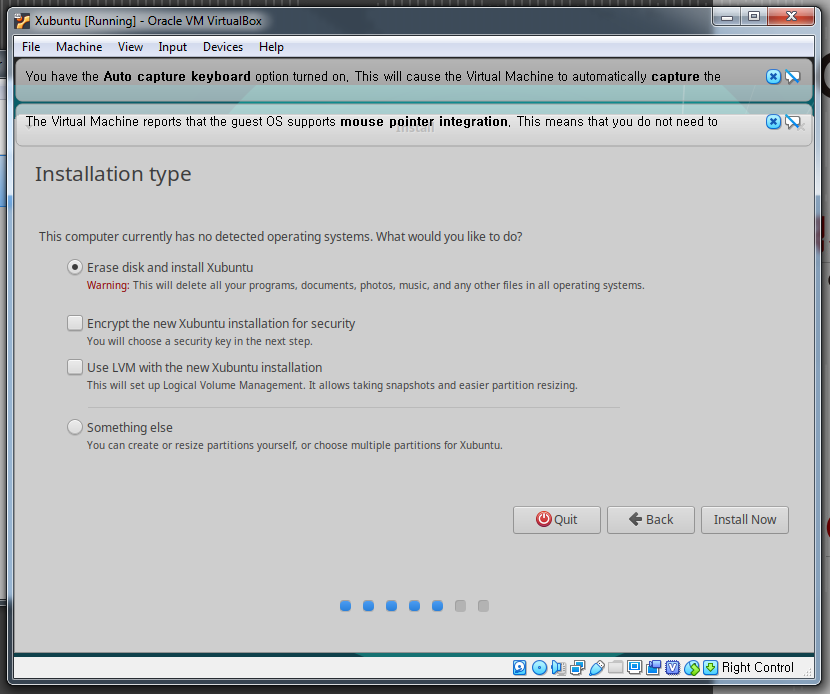 Xubuntu [Running] - Oracle VM VirtualBox
File Machine View Input Devices Help
You have the Auto capture keyboard option turned on. This will cause the Virtual Machine to automatically capture the
The Virtual Machine reports that the guest OS supports mouse pointer integration. This means that you do not need to
Install
Installation type
This computer currently has no detected operating systems. What would you like to do?
Erase disk and install Xubuntu
Warning: This will delete all your programs, documents, photos, music, and any other files in all operating systems.
Encrypt the new Xubuntu installation for security
You will choose a security key in the next step.
Use LVM with the new Xubuntu installation
This will set up Logical Volume Management. It allows taking snapshots and easier partition resizing.
Something else
You can create or resize partitions yourself, or choose multiple partitions for Xubuntu.
Quit Back Install Now
Right Control